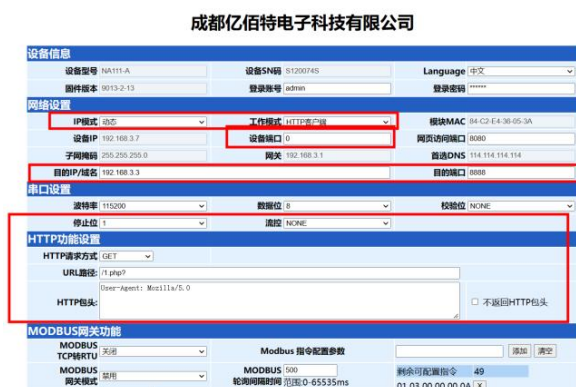 成都亿佰特电子科技有限公司
设备信息
设备型号 NA111-A 设备SN码 S120074S Language 中文
固件版本 9013-2-13 登录账号 admin 登录密码 ******
网络设置
IP模式 动态 工作模式 HTTP客户端 模块MAC 84-C2-E4-36-05-3A
设备IP 192.168.3.7 设备端口 0 网页访问端口 8080
子网掩码 255.255.255.0 网关 192.168.3.1 首选DNS 114.114.114.114
目的IP/域名 192.168.3.3 目的端口 8888
串口设置
波特率 115200 数据位 8 校验位 NONE
停止位 1 流控 NONE
HTTP功能设置
HTTP请求方式 GET
URL路径: /1.php?
User-Agent: Mozilla/5.0
HTTP包头: 不返回HTTP包头
MODBUS网关功能
MODBUS TCP转RTU 关闭 Modbus 指令配置参数 添加 清空
MODBUS 网关模式 禁用 MODBUS 轮询间隔时间 500 范围:0-65535ms 剩余可配置指令 49
01 03 00 00 00 0A X